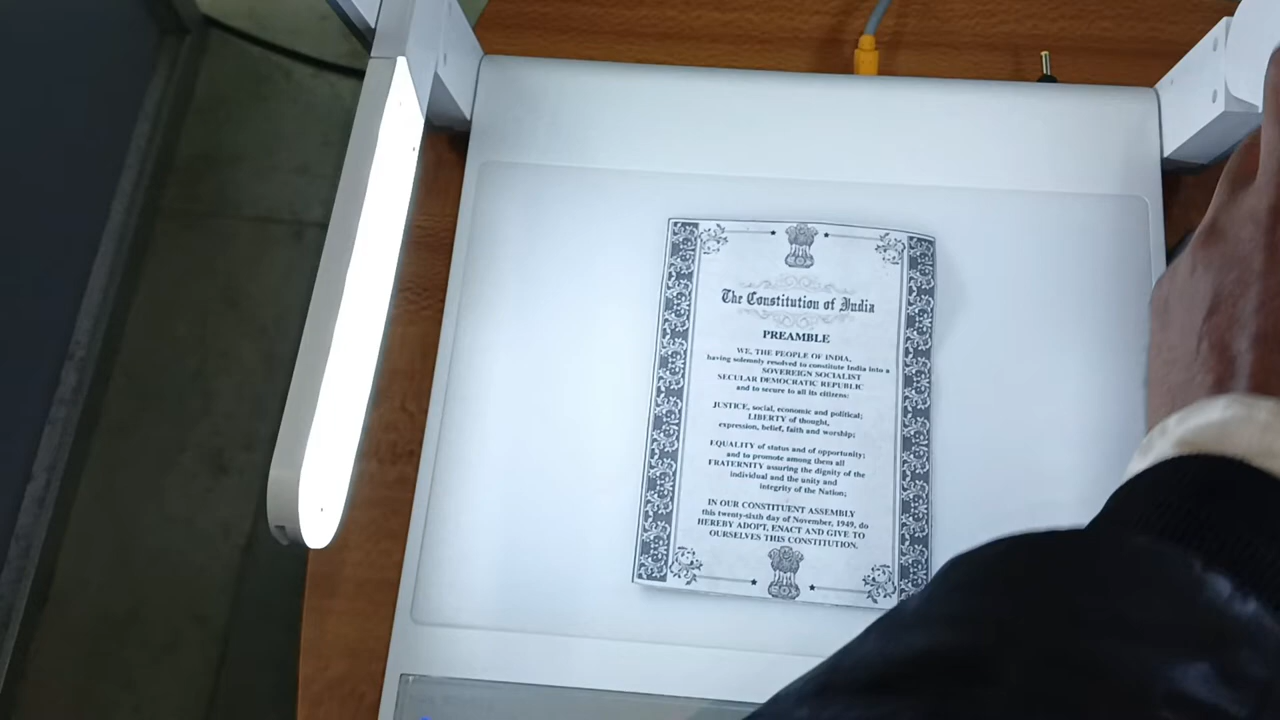 The Constitution of India
PREAMBLE
WE, THE PEOPLE OF INDIA,
having solemnly resolved to constitute India into a
SOVEREIGN SOCIALIST
SECULAR DEMOCRATIC REPUBLIC
and to secure to all its citizens:
JUSTICE, social, economic and political;
LIBERTY of thought,
expression, belief, faith and worship;
EQUALITY of status and of opportunity;
and to promote among them all
FRATERNITY assuring the dignity of the
individual and the unity and
integrity of the Nation;
IN OUR CONSTITUENT ASSEMBLY
this twenty-sixth day of November, 1949, do
HEREBY ADOPT, ENACT AND GIVE TO
OURSELVES THIS CONSTITUTION.